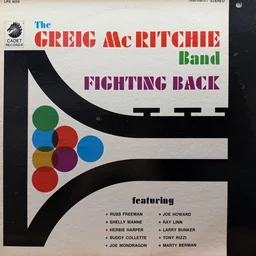 LPS 4058
STEREO
CADET
RECORDS
The
GREIG McRITCHIE
Band
FIGHTING BACK
featuring
• RUSS FREEMAN
• SHELLY MANNE
• HERBIE HARPER
• BUDDY COLLETTE
• JOE MONDRAGON
• JOE HOWARD
• RAY LINN
• LARRY BUNKER
• TONY RIZZI
• MARTY BERMAN